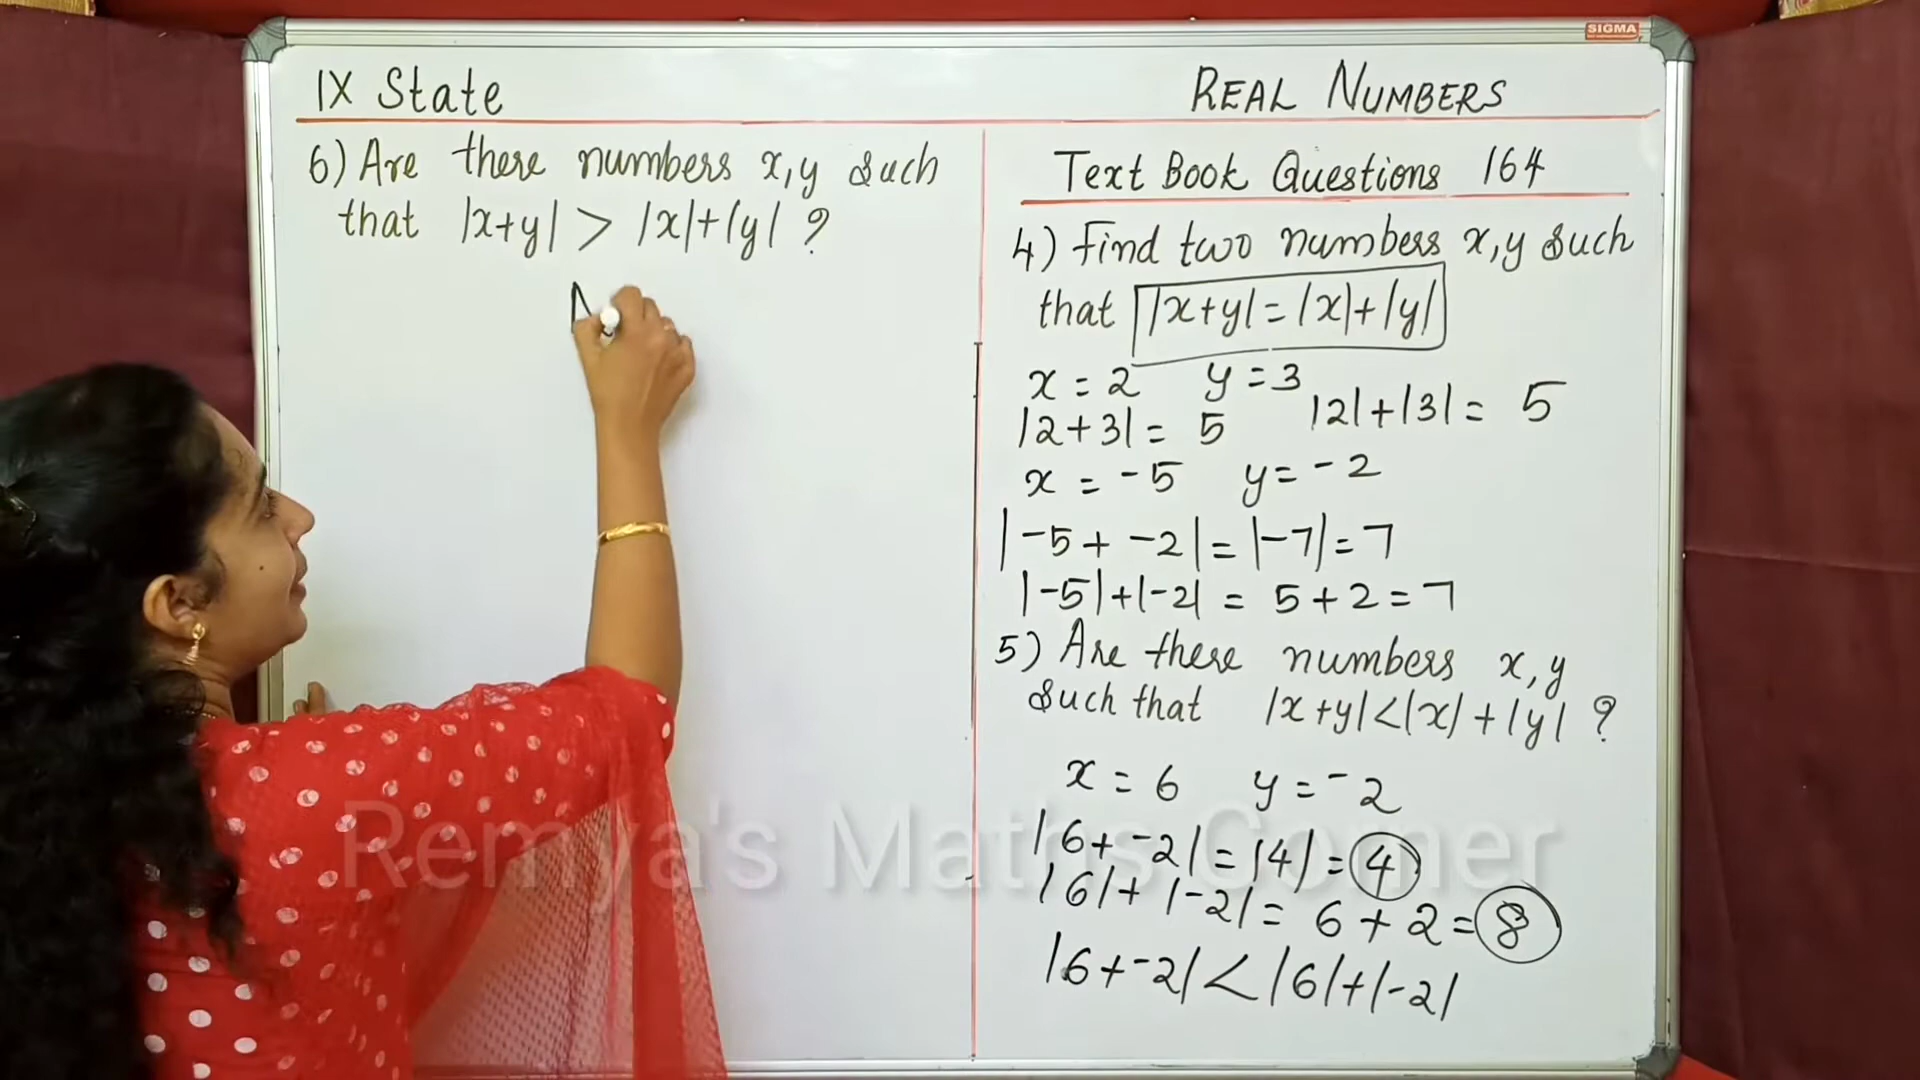 SIGMA
IX State
REAL NUMBERS
6) Are there numbers x, y such
that |x+y| > |x|+|y| ?
N
Text Book Questions 164
4) Find two numbers x, y such
that |x+y| = |x|+|y|
x = 2 y = 3
|2+3| = 5 |2|+|3| = 5
x = -5 y = -2
|-5 + -2| = |-7| = 7
|-5|+|-2| = 5+2 = 7
5) Are there numbers x, y
such that |x+y| < |x|+|y| ?
x = 6 y = -2
|6+ -2| = |4| = 4
|6|+ |-2| = 6 + 2 = 8
|6+ -2| < |6|+|-2|
Remya's Maths Corner